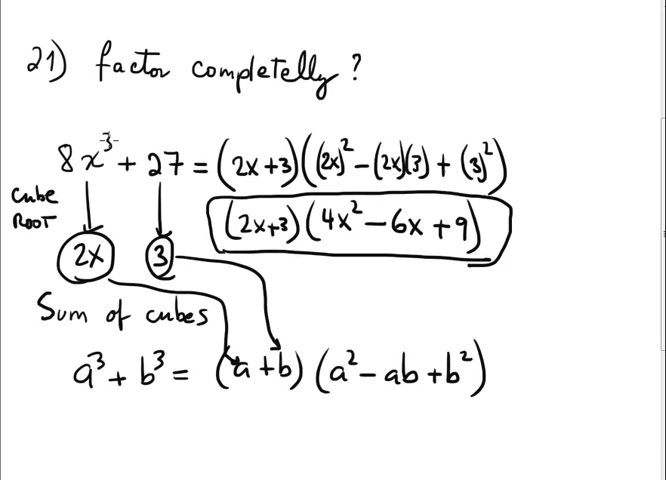 21) factor completelly?
8x³ + 27 = (2x+3)((2x)² - (2x)(3) + (3)²)
CUBE ROOT
(2x+3)(4x² - 6x + 9)
2x 3
Sum of cubes
a³ + b³ = (a + b) (a² - ab + b²)